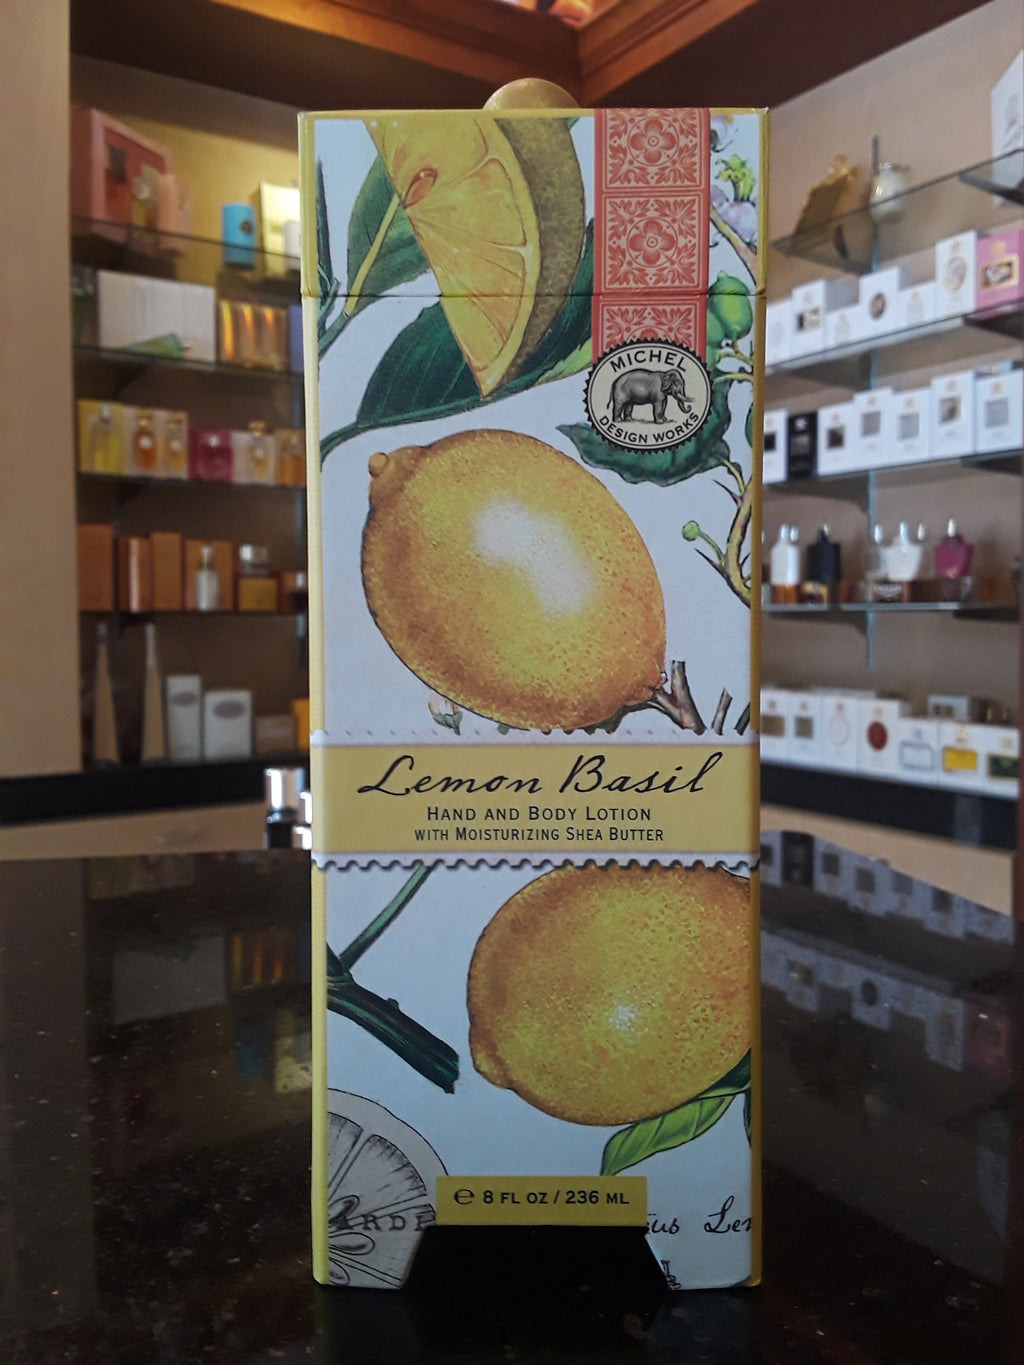 MICHEL
DESIGN WORKS
Lemon Basil
HAND AND BODY LOTION
WITH MOISTURIZING SHEA BUTTER
℮ 8 FL OZ / 236 ML